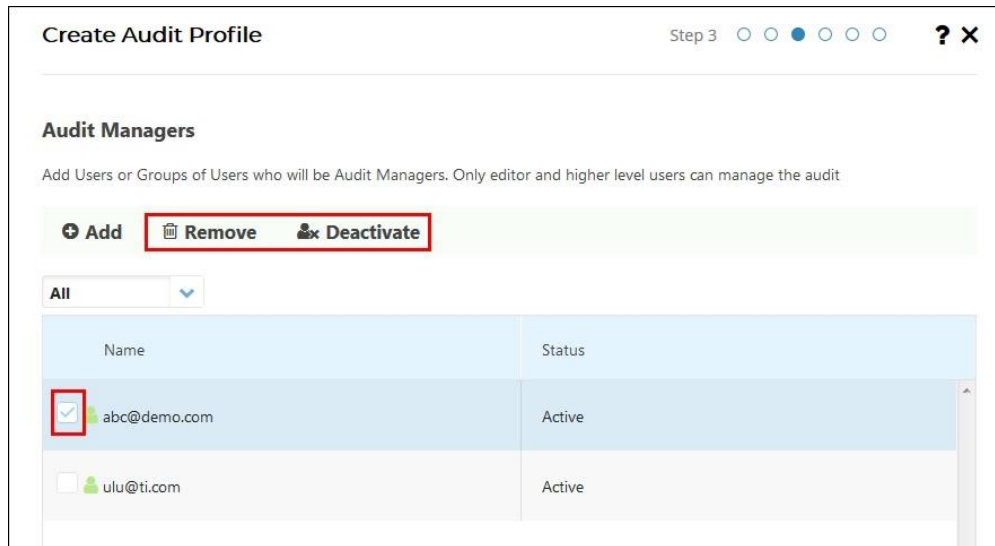 Create Audit Profile
Step 3
? ×
Audit Managers
Add Users or Groups of Users who will be Audit Managers. Only editor and higher level users can manage the audit
Add Remove Deactivate
All
Name Status
abc@demo.com Active
ulu@ti.com Active